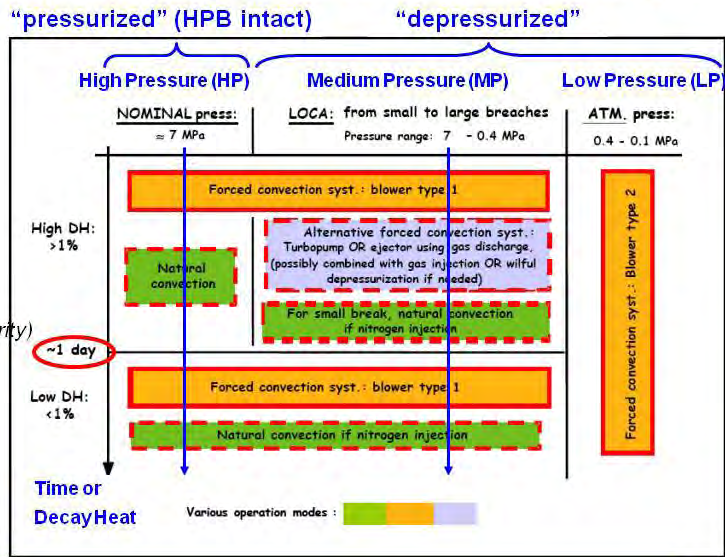 “pressurized” (HPB intact) “depressurized”
High Pressure (HP) Medium Pressure (MP) Low Pressure (LP)
NOMINAL press: LOCA: from small to large breaches ATM. press:
≈ 7 MPa Pressure range: 7 - 0.4 MPa 0.4 - 0.1 MPa
Forced convection syst.: blower type 1
High DH:
>1%
Alternative forced convection syst.:
Turbopump OR ejector using gas discharge,
(possibly combined with gas injection OR wilful
depressurization if needed)
Natural
convection
For small break, natural convection
if nitrogen injection
rity)
~1 day
Low DH:
<1%
Forced convection syst.: blower type 1
Natural convection if nitrogen injection
Forced convection syst.: Blower type 2
Time or
Decay Heat
Various operation modes :